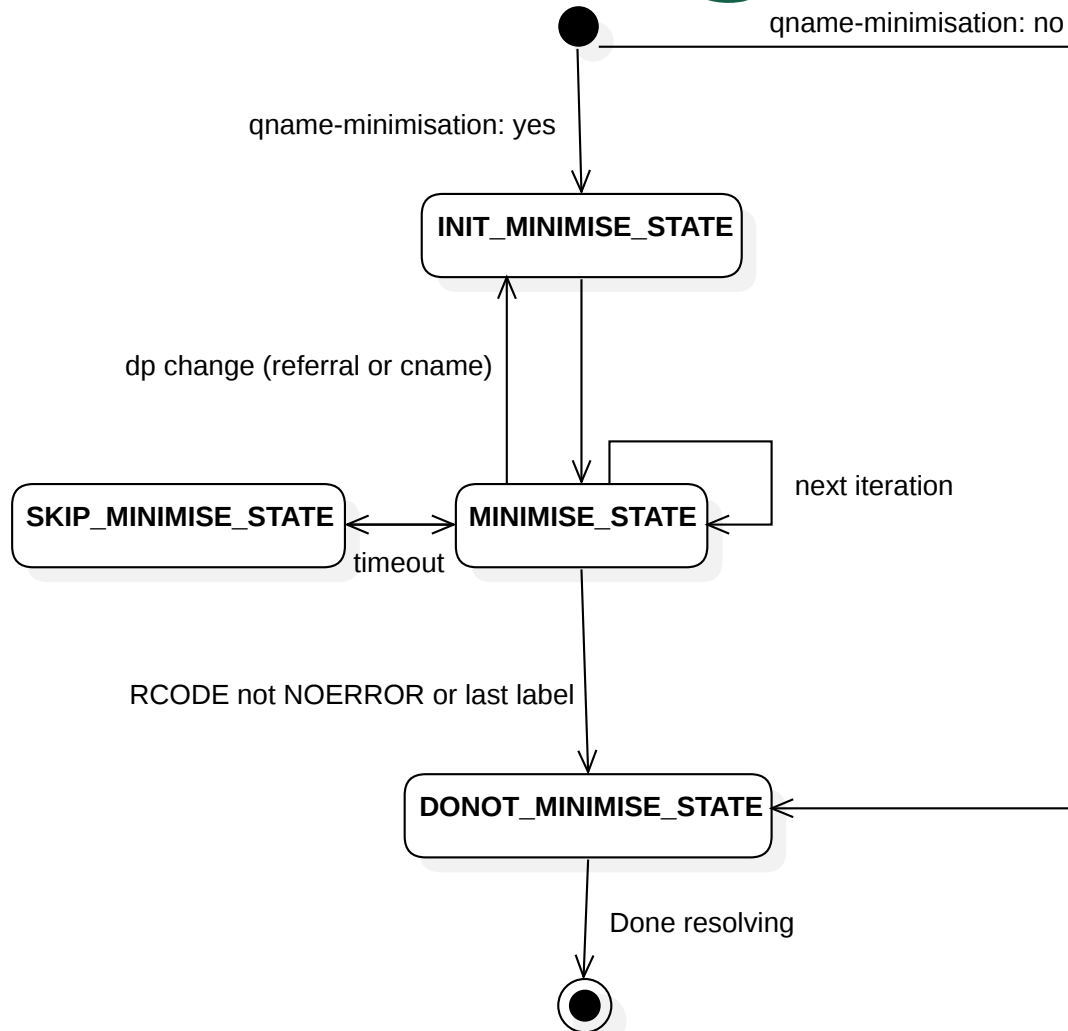 qname-minimisation: no
qname-minimisation: yes
INIT_MINIMISE_STATE
dp change (referral or cname)
next iteration
SKIP_MINIMISE_STATE
MINIMISE_STATE
timeout
RCODE not NOERROR or last label
DONOT_MINIMISE_STATE
Done resolving